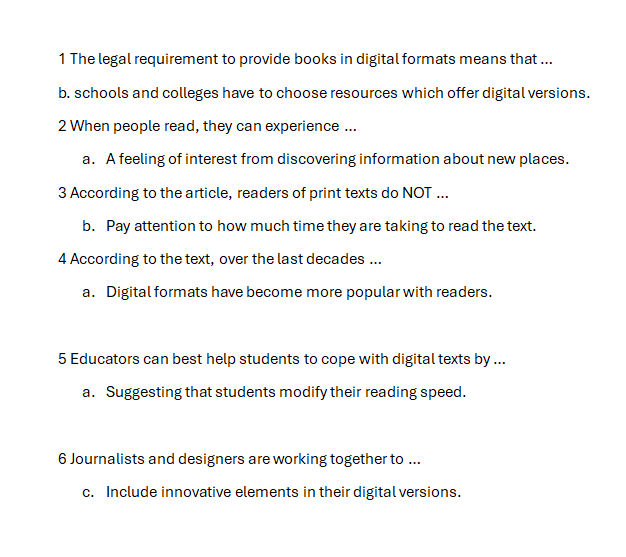 1 The legal requirement to provide books in digital formats means that ...
b. schools and colleges have to choose resources which offer digital versions.
2 When people read, they can experience ...
a. A feeling of interest from discovering information about new places.
3 According to the article, readers of print texts do NOT ...
b. Pay attention to how much time they are taking to read the text.
4 According to the text, over the last decades ...
a. Digital formats have become more popular with readers.
5 Educators can best help students to cope with digital texts by ...
a. Suggesting that students modify their reading speed.
6 Journalists and designers are working together to ...
c. Include innovative elements in their digital versions.